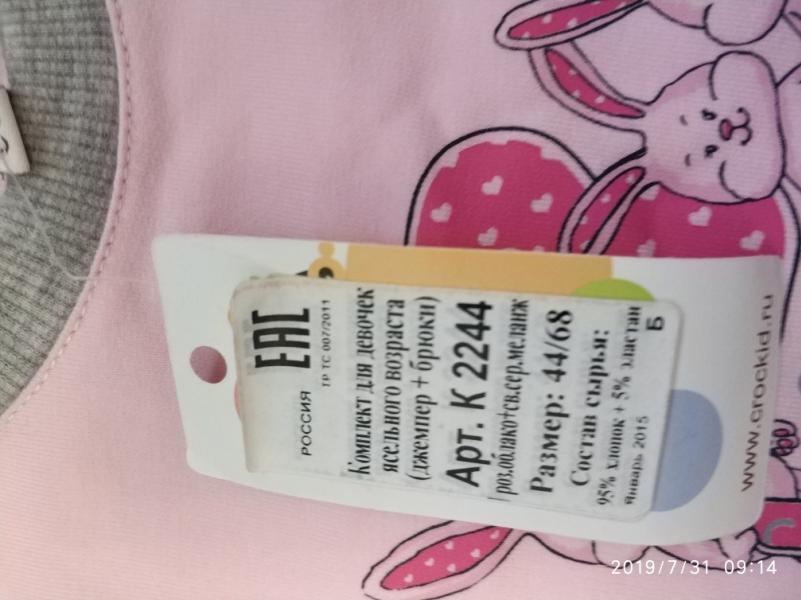 РОССИЯ ЕАС
ТР ТС 007/2011
Комплект для девочек
ясельного возраста
(джемпер + брюки)
Арт. К 2244
роз.облако+св.сер.меланж
Размер: 44/68
Состав сырья:
95% хлопок + 5% эластан
Январь 2015 Б
www.crockid.ru
2019/7/31 09:14